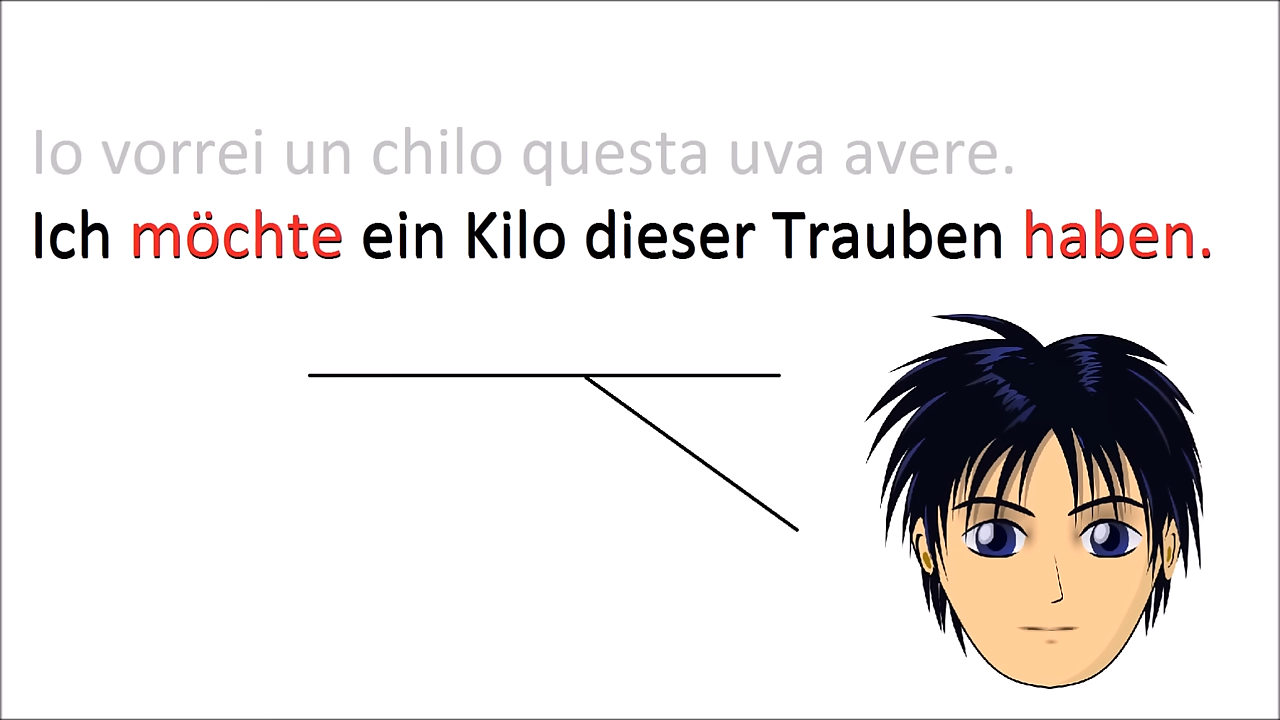 Io vorrei un chilo questa uva avere.
Ich möchte ein Kilo dieser Trauben haben.